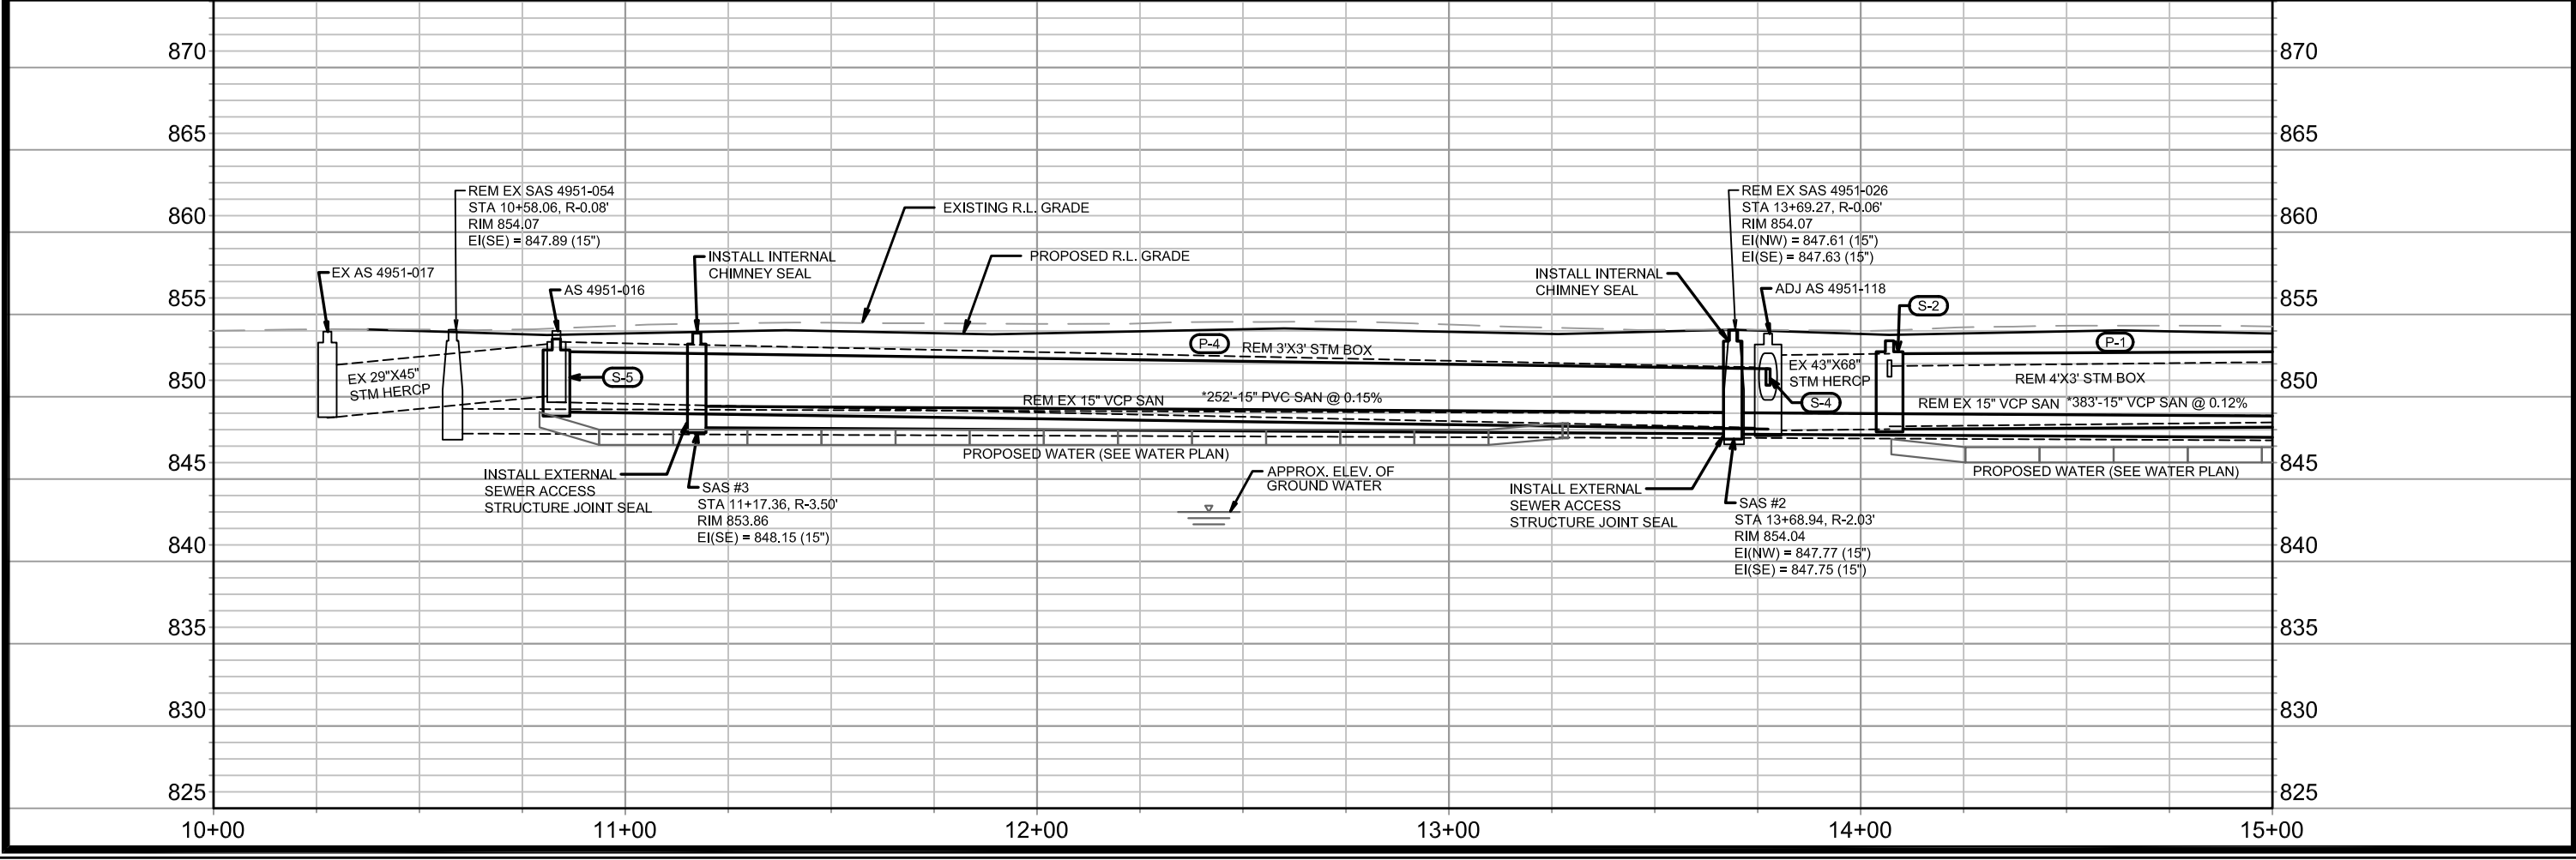 870
870
865
865
860
860
855
855
850
850
845
845
840
840
835
835
830
830
825
825
REM EX SAS 4951-054
STA 10+58.06, R-0.08'
RIM 854.07
EI(SE) = 847.89 (15")
EX AS 4951-017
AS 4951-016
INSTALL INTERNAL
CHIMNEY SEAL
EXISTING R.L. GRADE
PROPOSED R.L. GRADE
INSTALL INTERNAL
CHIMNEY SEAL
REM EX SAS 4951-026
STA 13+69.27, R-0.06'
RIM 854.07
EI(NW) = 847.61 (15")
EI(SE) = 847.63 (15")
ADJ AS 4951-118
S-2
EX 29"X45"
STM HERCP
S-5
P-4
REM 3'X3' STM BOX
EX 43"X68"
STM HERCP
S-4
P-1
REM 4'X3' STM BOX
REM EX 15" VCP SAN
*252'-15" PVC SAN @ 0.15%
REM EX 15" VCP SAN
*383'-15" VCP SAN @ 0.12%
PROPOSED WATER (SEE WATER PLAN)
PROPOSED WATER (SEE WATER PLAN)
INSTALL EXTERNAL
SEWER ACCESS
STRUCTURE JOINT SEAL
SAS #3
STA 11+17.36, R-3.50'
RIM 853.86
EI(SE) = 848.15 (15")
APPROX. ELEV. OF
GROUND WATER
INSTALL EXTERNAL
SEWER ACCESS
STRUCTURE JOINT SEAL
SAS #2
STA 13+68.94, R-2.03'
RIM 854.04
EI(NW) = 847.77 (15")
EI(SE) = 847.75 (15")
10+00
11+00
12+00
13+00
14+00
15+00